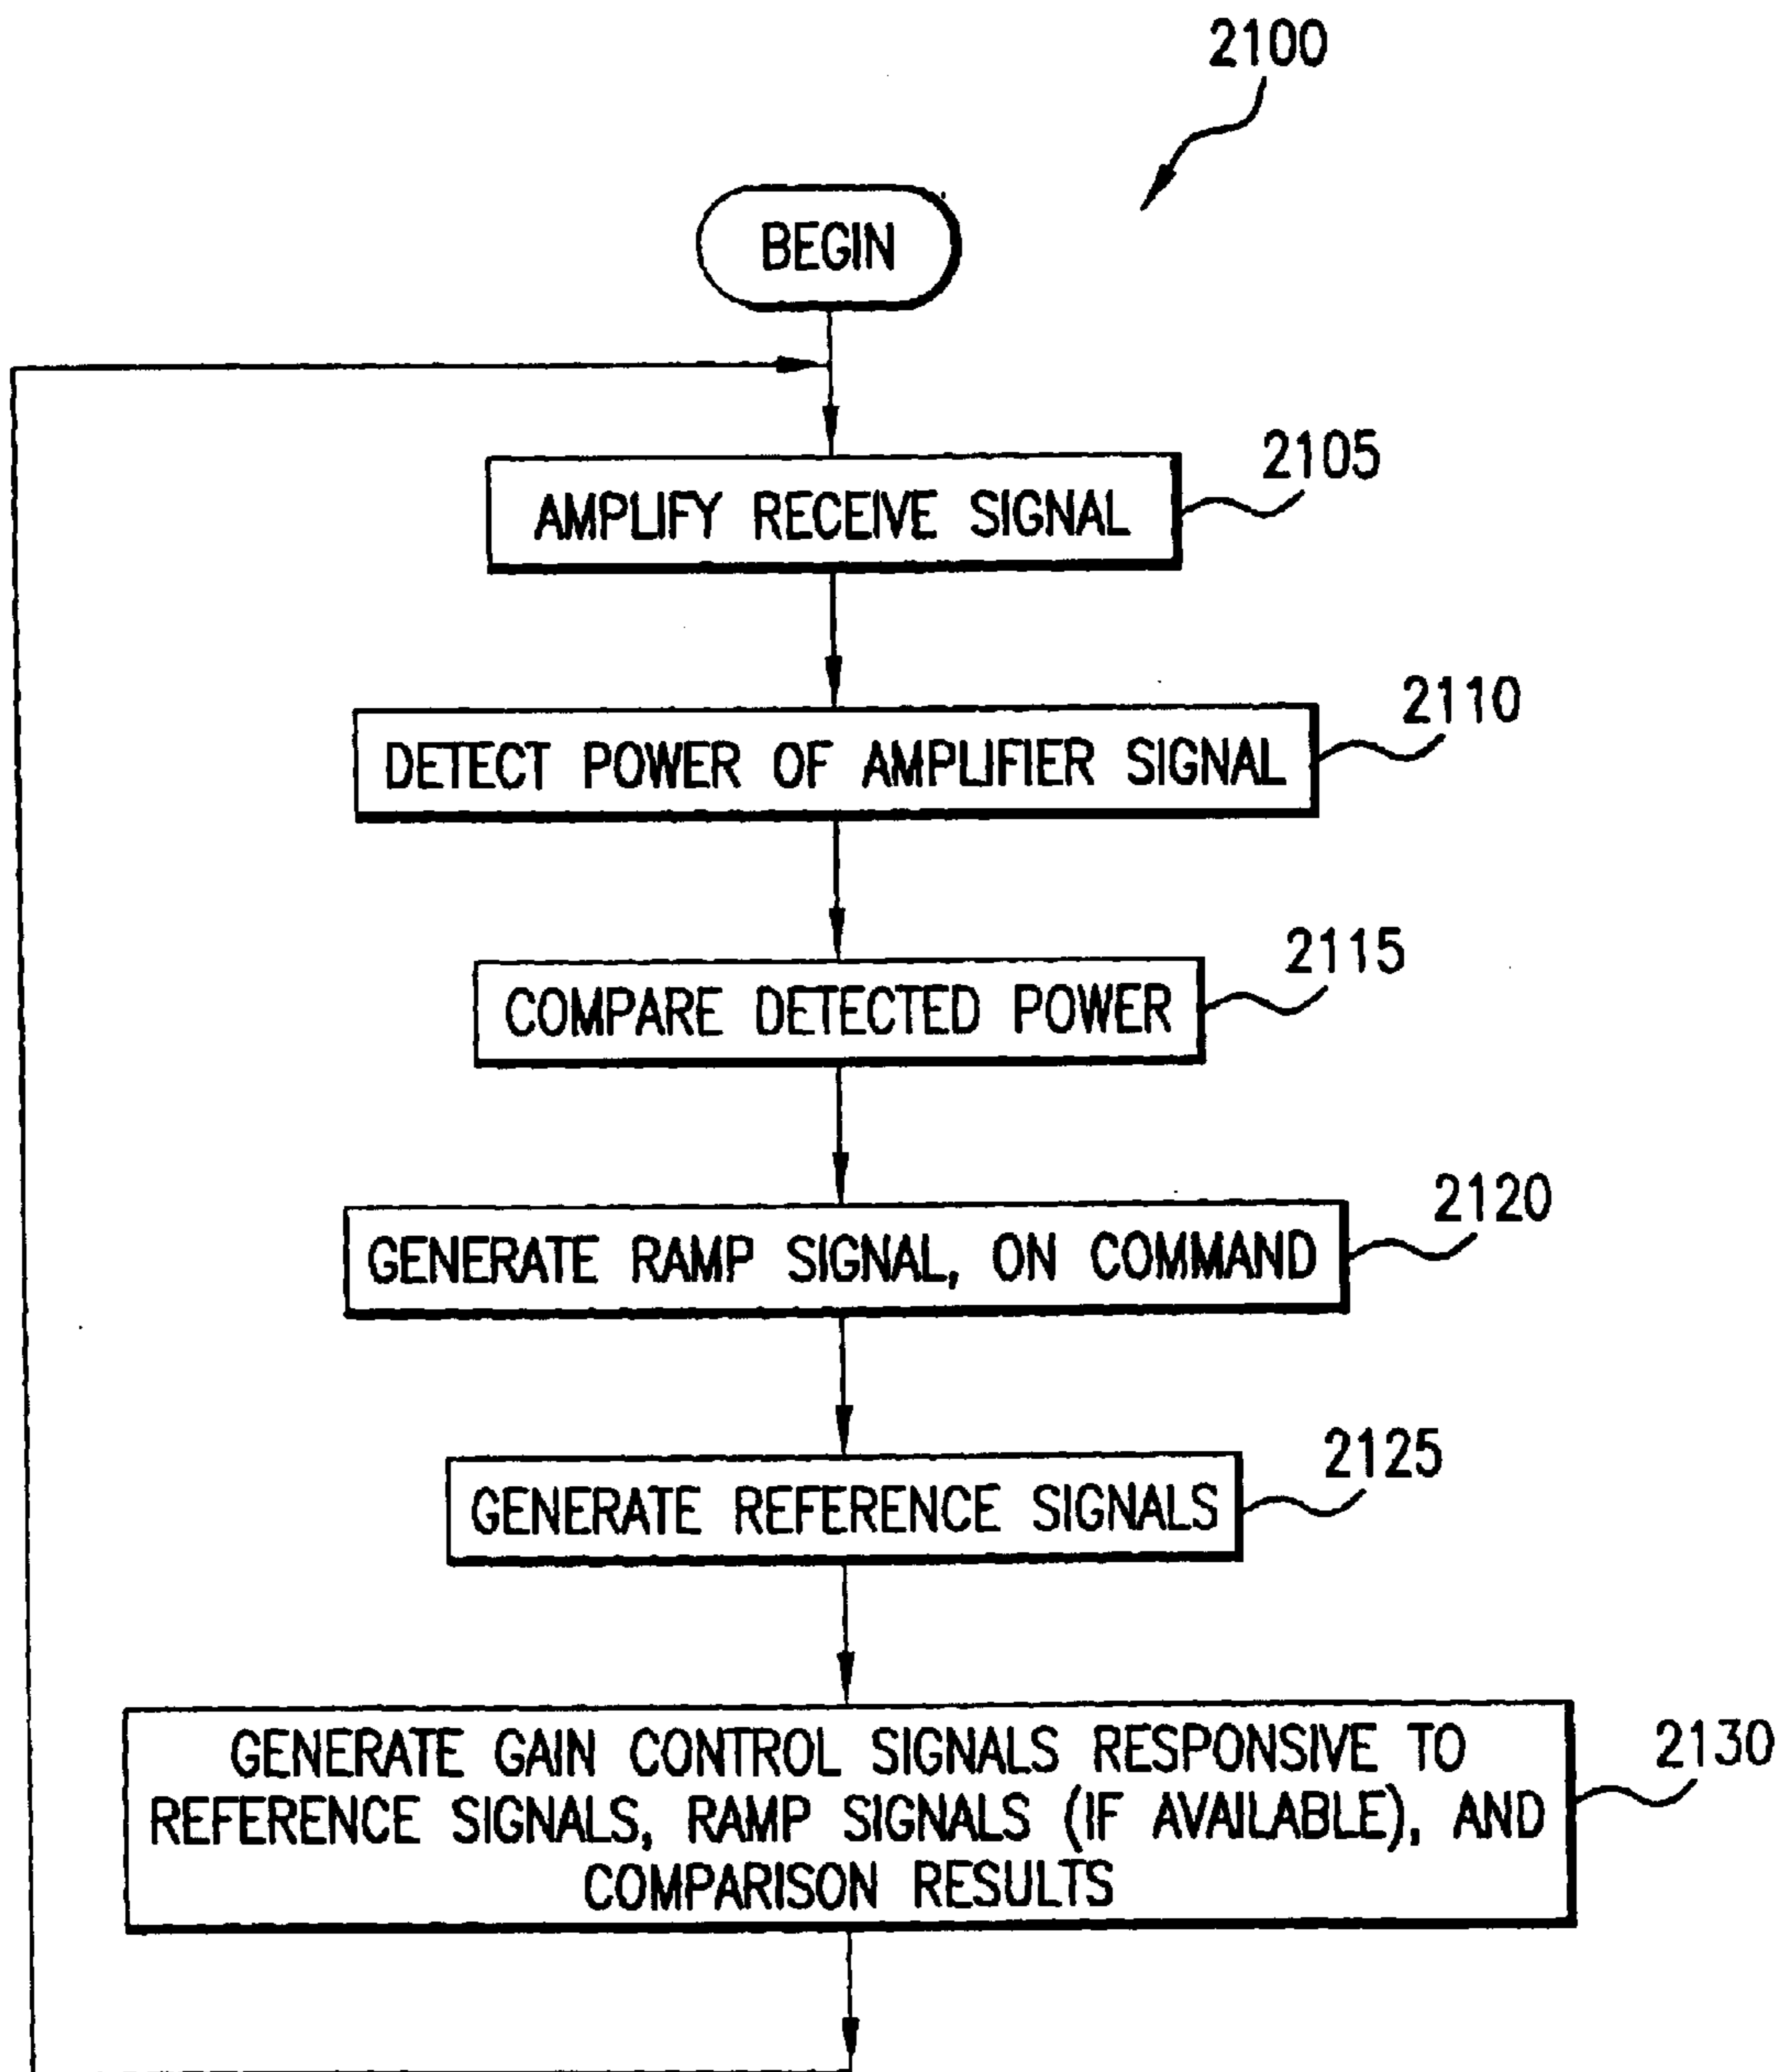 2100
BEGIN
2105
AMPLIFY RECEIVE SIGNAL
2110
DETECT POWER OF AMPLIFIER SIGNAL
2115
COMPARE DETECTED POWER
2120
GENERATE RAMP SIGNAL, ON COMMAND
2125
GENERATE REFERENCE SIGNALS
2130
GENERATE GAIN CONTROL SIGNALS RESPONSIVE TO
REFERENCE SIGNALS, RAMP SIGNALS (IF AVAILABLE), AND
COMPARISON RESULTS